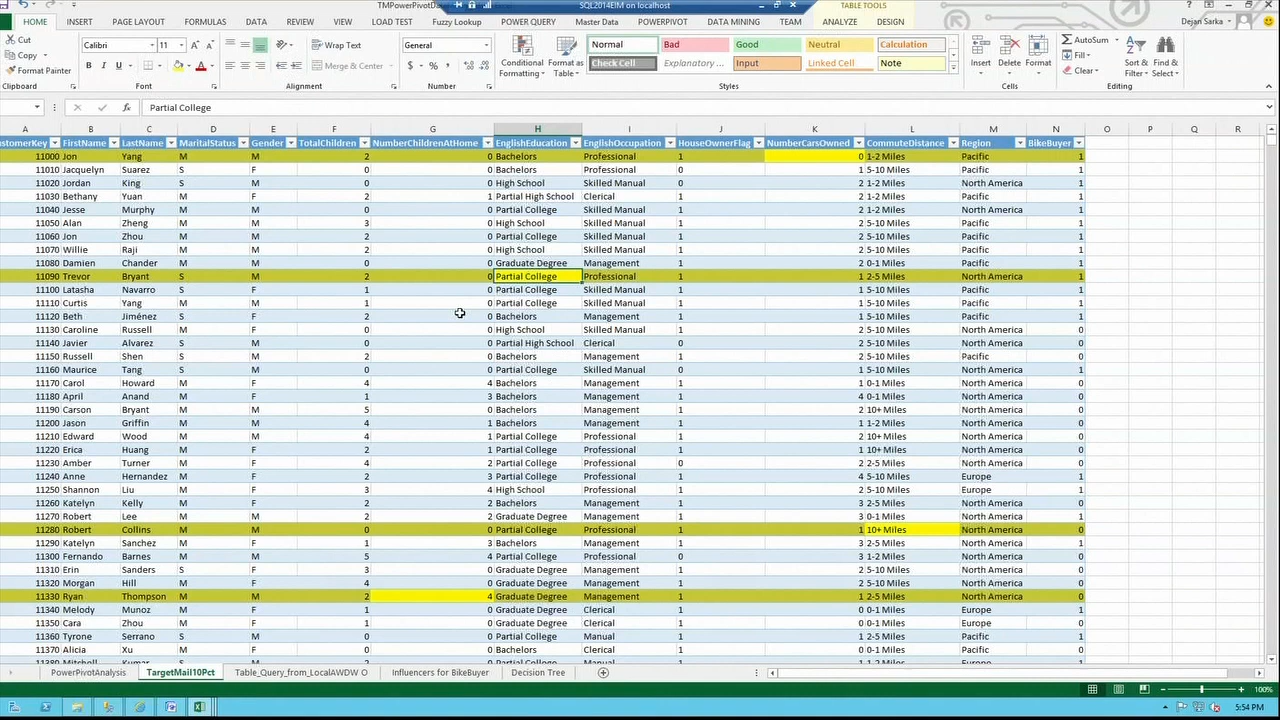 TMPowerPivotDa
SQL2014EIM on localhost
TABLE TOOLS
HOME INSERT PAGE LAYOUT FORMULAS DATA REVIEW VIEW LOAD TEST Fuzzy Lookup POWER QUERY Master Data POWERPIVOT DATA MINING TEAM ANALYZE DESIGN Dejan Sarka
Cut Calibri 11 Wrap Text General Normal Bad Good Neutral Calculation AutoSum
Copy Fill
Format Painter B I U Merge & Center $ % Conditional Formatting Format as Table Check Cell Explanatory ... Input Linked Cell Note Insert Delete Format Clear Sort & Filter Find & Select
Clipboard Font Alignment Number Styles Cells Editing
fx Partial College
A B C D E F G H I J K L M N O P Q R
stomerKey FirstName LastName MaritalStatus Gender TotalChildren NumberChildrenAtHome EnglishEducation EnglishOccupation HouseOwnerFlag NumberCarsOwned CommuteDistance Region BikeBuyer
11000 Jon Yang M M 2 0 Bachelors Professional 1 0 1-2 Miles Pacific 1
11010 Jacquelyn Suarez S F 0 0 Bachelors Professional 0 1 5-10 Miles Pacific 1
11020 Jordan King S M 0 0 High School Skilled Manual 0 2 1-2 Miles North America 1
11030 Bethany Yuan M F 2 1 Partial High School Clerical 1 2 1-2 Miles Pacific 1
11040 Jesse Murphy M M 0 0 Partial College Skilled Manual 1 2 1-2 Miles North America 1
11050 Alan Zheng M M 3 0 High School Skilled Manual 1 2 5-10 Miles Pacific 1
11060 Jon Zhou M M 2 0 Partial College Skilled Manual 1 2 5-10 Miles Pacific 1
11070 Willie Raji M M 2 0 High School Skilled Manual 1 2 5-10 Miles Pacific 1
11080 Damien Chander M M 0 0 Graduate Degree Management 1 2 5-10 Miles Pacific 1
11090 Trevor Bryant S M 2 0 Partial College Professional 1 1 2-5 Miles North America 1
11100 Latasha Navarro S F 1 0 Partial College Skilled Manual 1 1 5-10 Miles Pacific 1
11110 Curtis Yang M M 1 0 Partial College Skilled Manual 1 1 5-10 Miles Pacific 1
11120 Beth Jiménez S F 2 0 Bachelors Management 1 1 5-10 Miles Pacific 1
11130 Caroline Russell M F 0 0 High School Skilled Manual 1 2 5-10 Miles North America 0
11140 Javier Alvarez S M 0 0 Partial High School Clerical 0 2 5-10 Miles North America 0
11150 Russell Shen S M 2 0 Bachelors Management 1 2 5-10 Miles Pacific 0
11160 Maurice Tang S M 0 0 Partial College Skilled Manual 0 1 5-10 Miles North America 1
11170 Carol Howard M F 4 4 Bachelors Management 1 1 0-1 Miles North America 0
11180 April Anand M F 1 3 Bachelors Management 1 4 0-1 Miles North America 0
11190 Carson Bryant M M 5 0 Bachelors Management 1 2 10+ Miles North America 0
11200 Jason Griffin M M 4 1 Bachelors Management 1 1 1-2 Miles North America 0
11210 Edward Wood M M 4 1 Partial College Professional 1 2 10+ Miles North America 0
11220 Erica Huang M F 2 1 Partial College Professional 1 2 10+ Miles North America 0
11230 Amber Turner M F 4 2 Partial College Professional 0 2 2-5 Miles North America 0
11240 Anne Hernandez M F 2 3 Partial College Professional 1 4 5-10 Miles Europe 0
11250 Shannon Liu M F 3 4 High School Professional 1 1 5-10 Miles Europe 1
11260 Katelyn Kelly M F 2 2 Bachelors Management 1 3 2-5 Miles North America 0
11270 Robert Lee M M 2 2 Graduate Degree Management 1 3 0-1 Miles North America 1
11280 Robert Collins M M 0 0 Partial College Professional 1 1 10+ Miles North America 0
11290 Katelyn Sanchez M F 1 3 Bachelors Management 1 3 2-5 Miles North America 1
11300 Fernando Barnes M M 5 4 Partial College Professional 0 3 1-2 Miles North America 0
11310 Erin Sanders S F 3 0 Graduate Degree Management 1 2 5-10 Miles North America 0
11320 Morgan Hill M F 4 0 Graduate Degree Management 1 2 5-10 Miles North America 0
11330 Ryan Thompson M M 2 4 Graduate Degree Management 1 1 2-5 Miles North America 0
11340 Melody Munoz M F 1 0 Graduate Degree Clerical 1 0 0-1 Miles Europe 1
11350 Cara Zhou M F 1 0 Graduate Degree Clerical 1 0 0-1 Miles Europe 0
11360 Tyrone Serrano S M 0 0 Partial College Manual 1 1 2-5 Miles Pacific 1
11370 Alicia Xu M F 0 0 Partial College Clerical 1 0 0-1 Miles Europe 0
11380 Mitchell Kumar S M 2 0 Partial College Manual 1 1 1-2 Miles Europe 0
PowerPivotAnalysis TargetMail10Pct Table_Query_from_LocalAWDW O Influencers for BikeBuyer Decision Tree
100%
5:54 PM